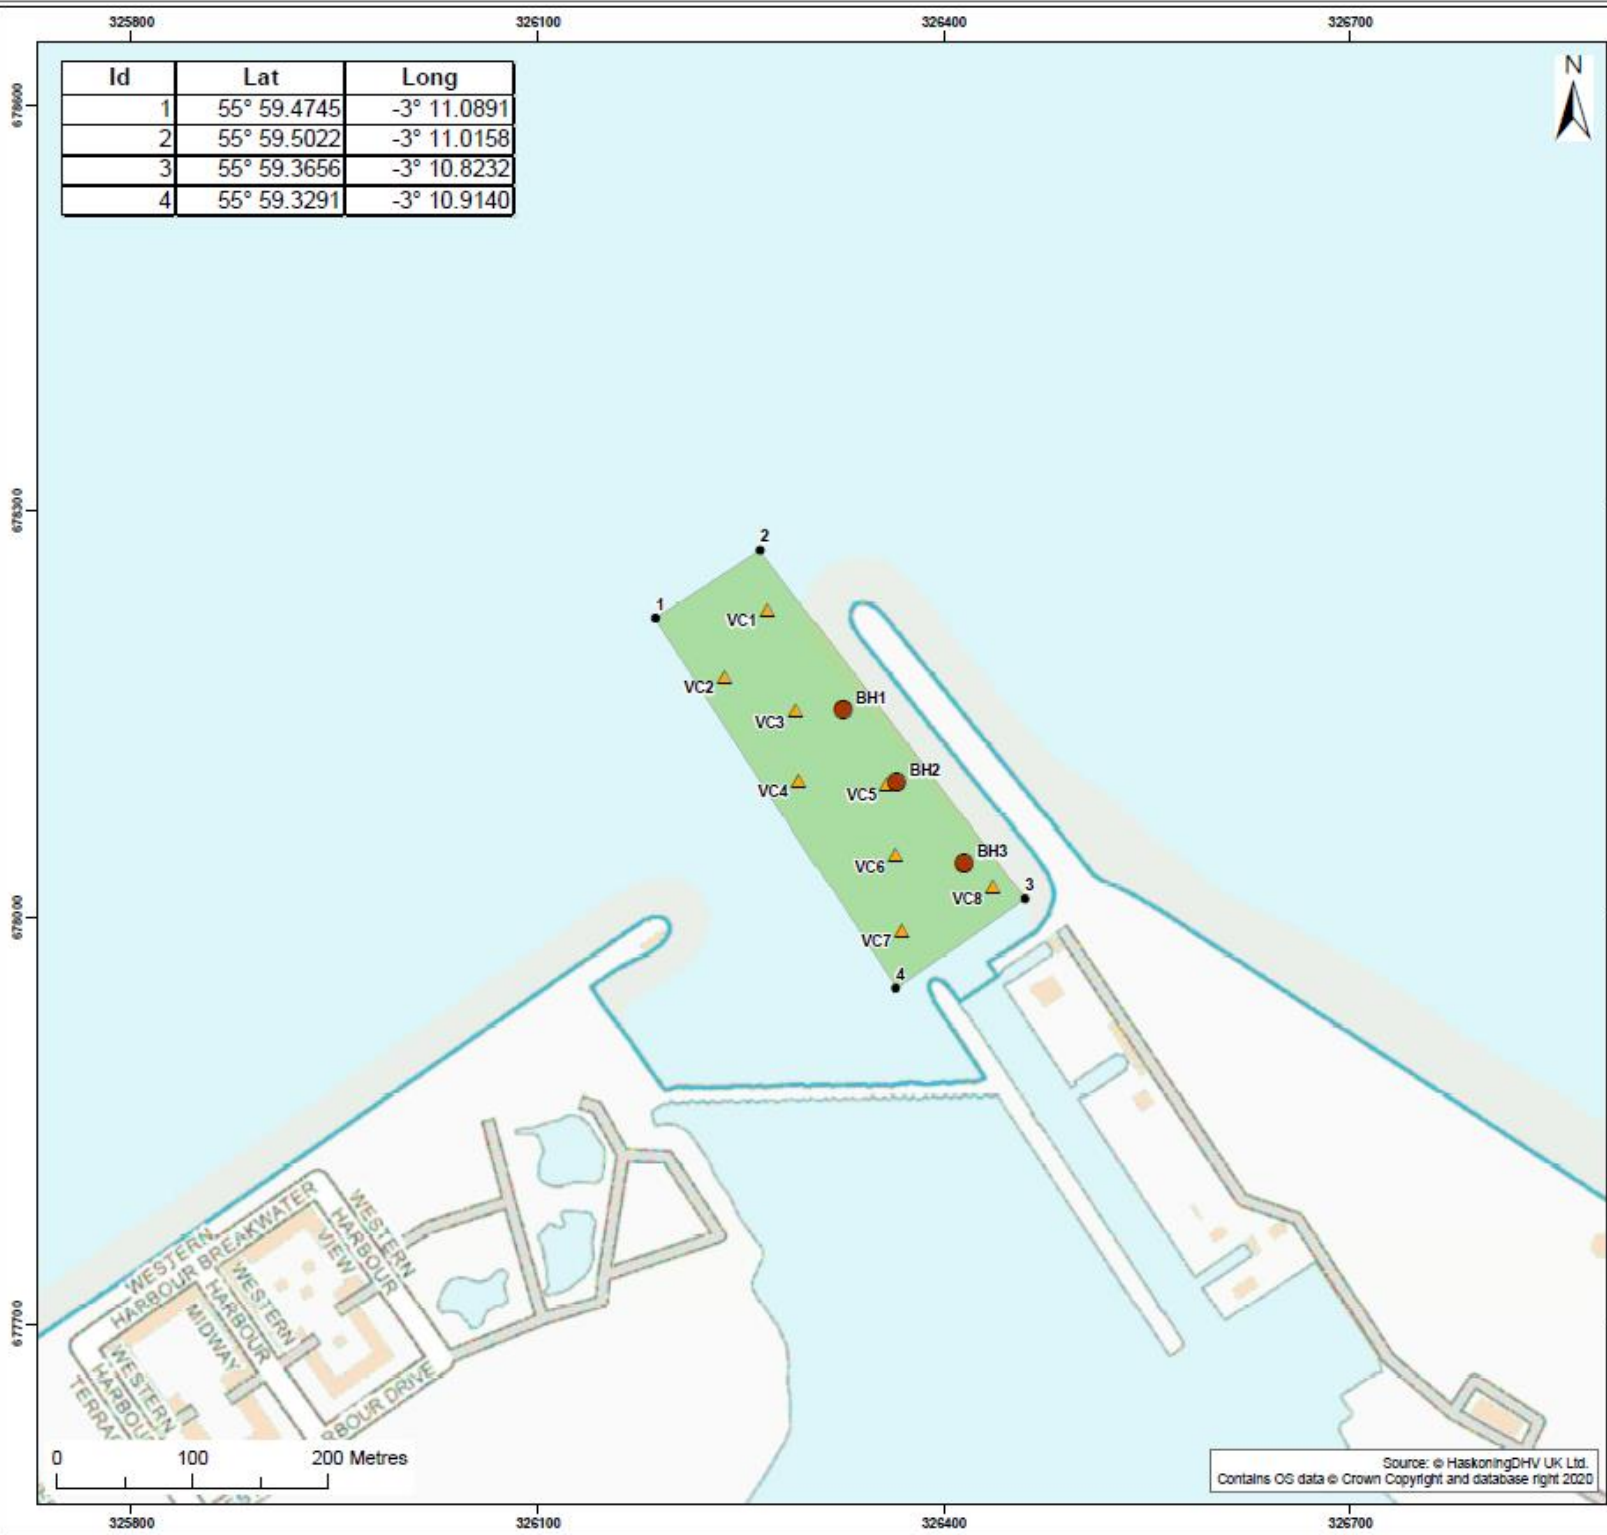 325800 326100 326400 326700
N
678600
678300
678000
677700
Id Lat Long
1 55° 59.4745 -3° 11.0891
2 55° 59.5022 -3° 11.0158
3 55° 59.3656 -3° 10.8232
4 55° 59.3291 -3° 10.9140
2
1
VC1
VC2
BH1
VC3
BH2
VC4
VC5
BH3
VC6
3
VC8
VC7
4
WESTERN
HARBOUR BREAKWATER
WESTERN
HARBOUR
VIEW
WESTERN
HARBOUR
MIDWAY
WESTERN
HARBOUR
TERRA
RBOUR DRIVE
0 100 200 Metres
Source: © HaskoningDHV UK Ltd.
Contains OS data © Crown Copyright and database right 2020
325800 326100 326400 326700